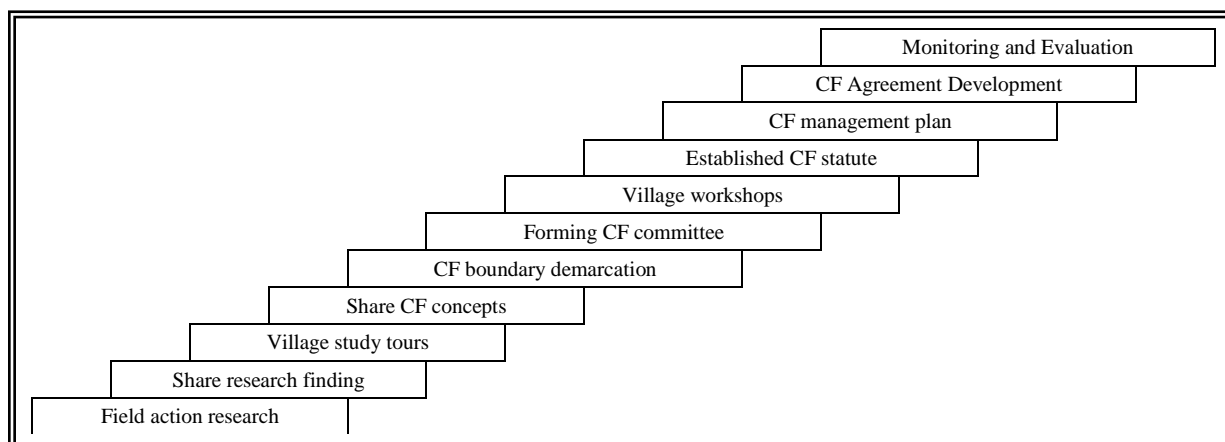 Monitoring and Evaluation
CF Agreement Development
CF management plan
Established CF statute
Village workshops
Forming CF committee
CF boundary demarcation
Share CF concepts
Village study tours
Share research finding
Field action research